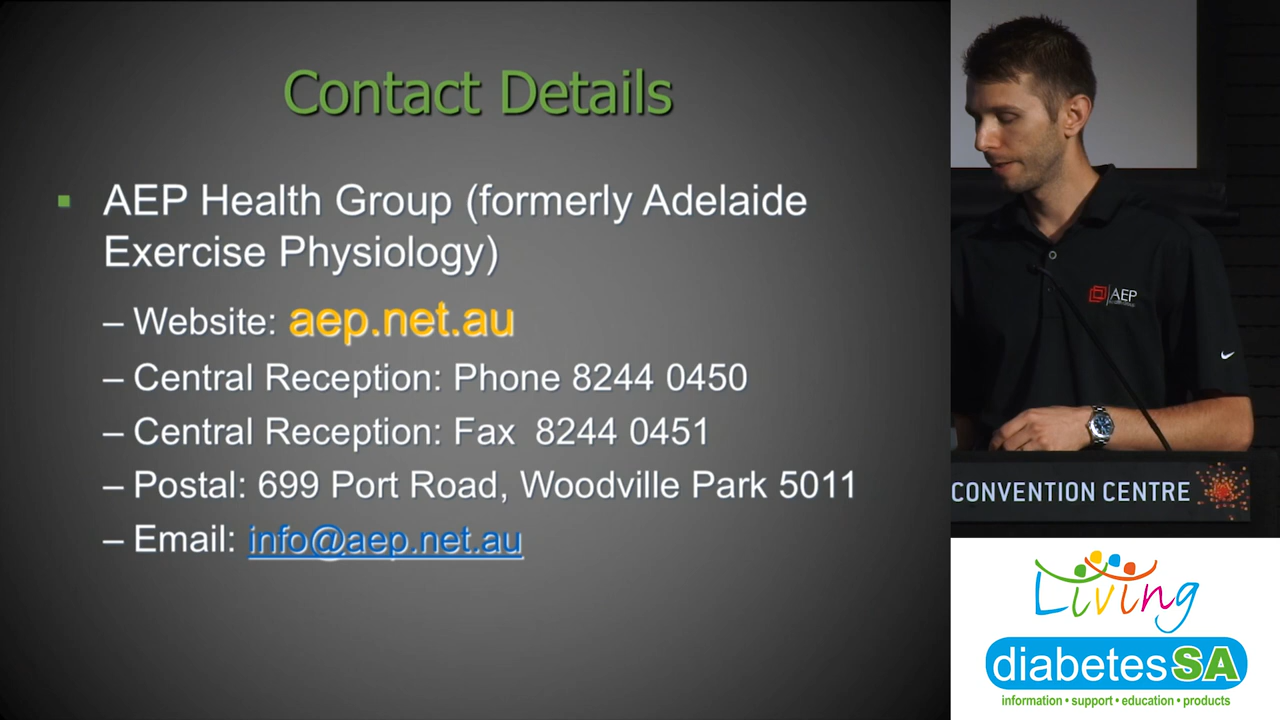 Contact Details
AEP Health Group (formerly Adelaide
Exercise Physiology)
– Website: aep.net.au
– Central Reception: Phone 8244 0450
– Central Reception: Fax 8244 0451
– Postal: 699 Port Road, Woodville Park 5011
– Email: info@aep.net.au
AEP
CONVENTION CENTRE
Living
diabetesSA
information • support • education • products